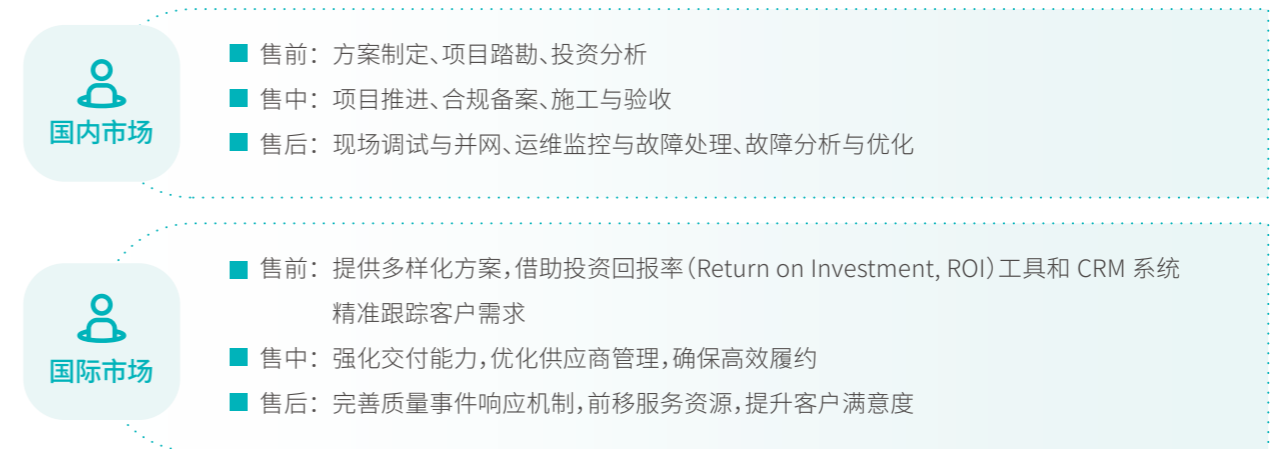 国内市场
售前：方案制定、项目踏勘、投资分析
售中：项目推进、合规备案、施工与验收
售后：现场调试与并网、运维监控与故障处理、故障分析与优化
国际市场
售前：提供多样化方案，借助投资回报率（Return on Investment, ROI）工具和 CRM 系统
精准跟踪客户需求
售中：强化交付能力，优化供应商管理，确保高效履约
售后：完善质量事件响应机制，前移服务资源，提升客户满意度